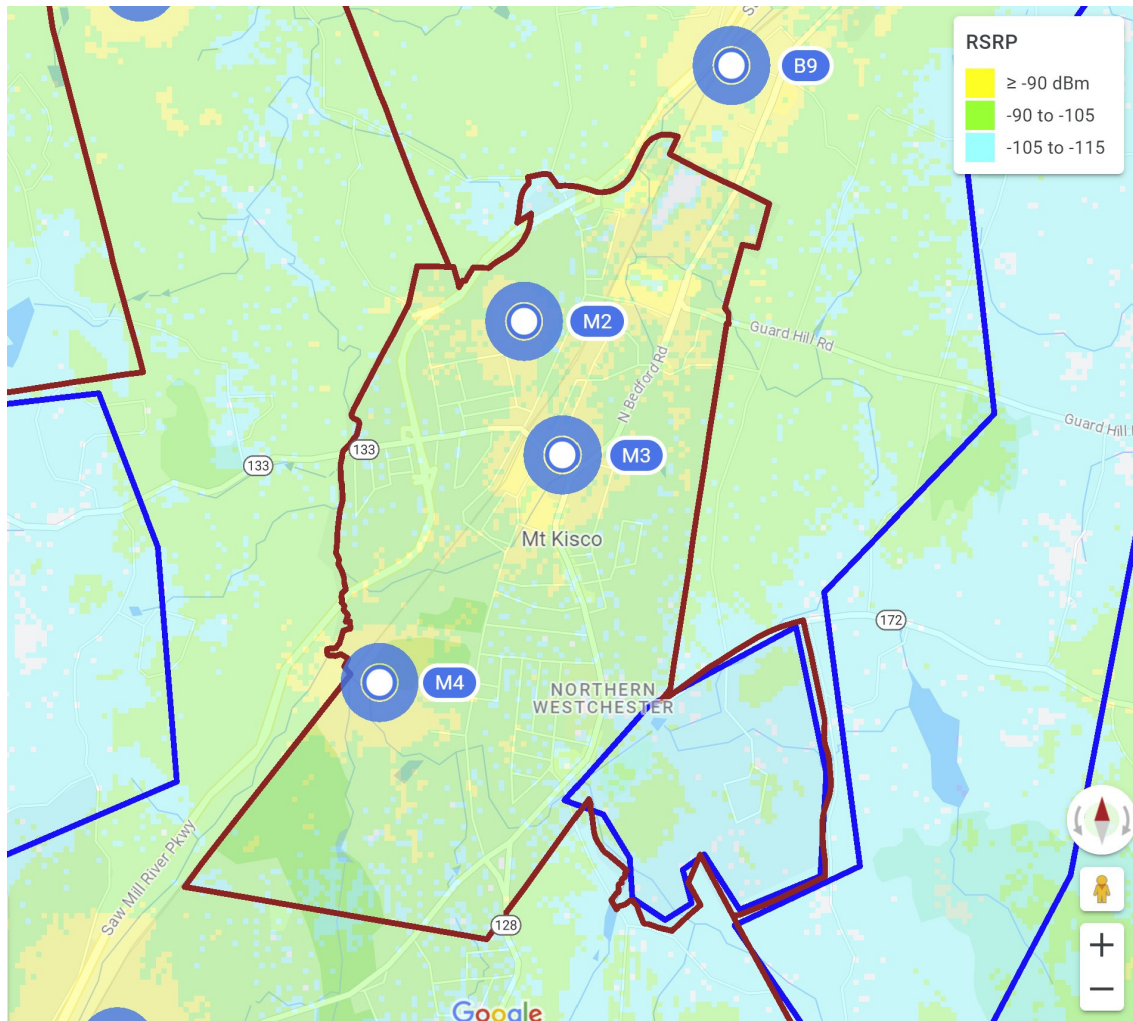 RSRP
≥ -90 dBm
-90 to -105
-105 to -115
B9
M2
Guard Hill Rd
N Bedford Rd
Guard Hill
133
133
M3
Mt Kisco
172
M4
NORTHERN
WESTCHESTER
Saw Mill River Pkwy
128
Google